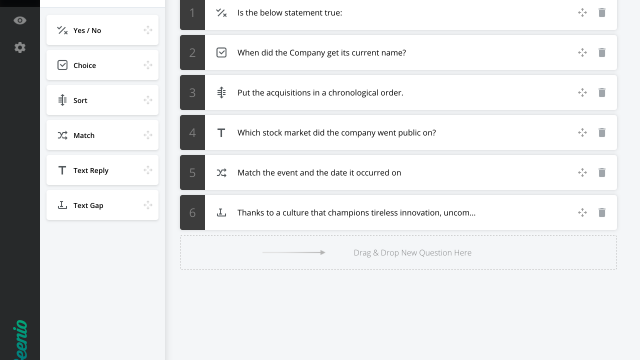 Yes / No
Choice
Sort
Match
Text Reply
Text Gap
1 Is the below statement true:
2 When did the Company get its current name?
3 Put the acquisitions in a chronological order.
4 Which stock market did the company went public on?
5 Match the event and the date it occurred on
6 Thanks to a culture that champions tireless innovation, uncom...
Drag & Drop New Question Here
eenio